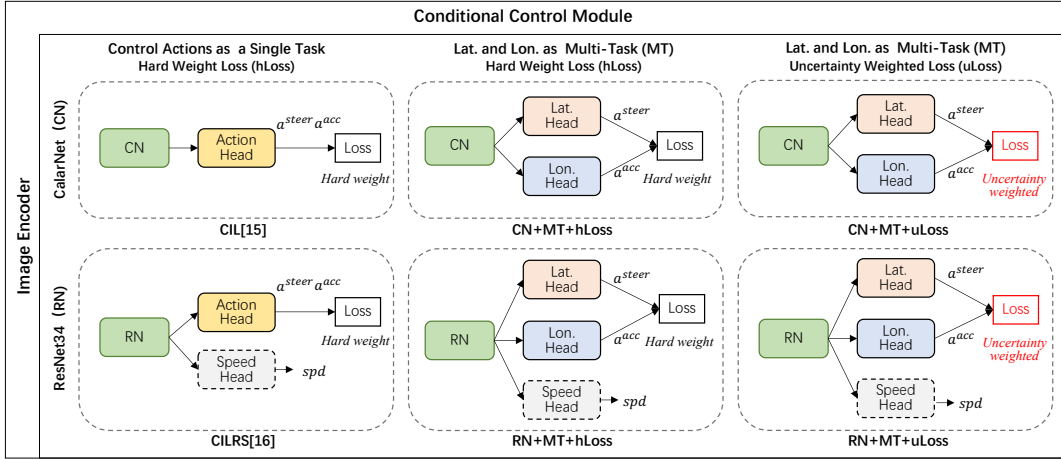 Conditional Control Module
Image Encoder
Control Actions as a Single Task
Hard Weight Loss (hLoss)
Lat. and Lon. as Multi-Task (MT)
Hard Weight Loss (hLoss)
Lat. and Lon. as Multi-Task (MT)
Uncertainty Weighted Loss (uLoss)
CalarNet (CN)
CN
Action
Head
a^steer a^acc
Loss
Hard weight
CIL[15]
CN
Lat.
Head
Lon.
Head
a^steer
a^acc
Loss
Hard weight
CN+MT+hLoss
CN
Lat.
Head
Lon.
Head
a^steer
a^acc
Loss
Uncertainty
weighted
CN+MT+uLoss
ResNet34 (RN)
RN
Action
Head
a^steer a^acc
Loss
Hard weight
Speed
Head
spd
CILRS[16]
RN
Lat.
Head
Lon.
Head
Speed
Head
a^steer
a^acc
Loss
Hard weight
spd
RN+MT+hLoss
RN
Lat.
Head
Lon.
Head
Speed
Head
a^steer
a^acc
Loss
Uncertainty
weighted
spd
RN+MT+uLoss